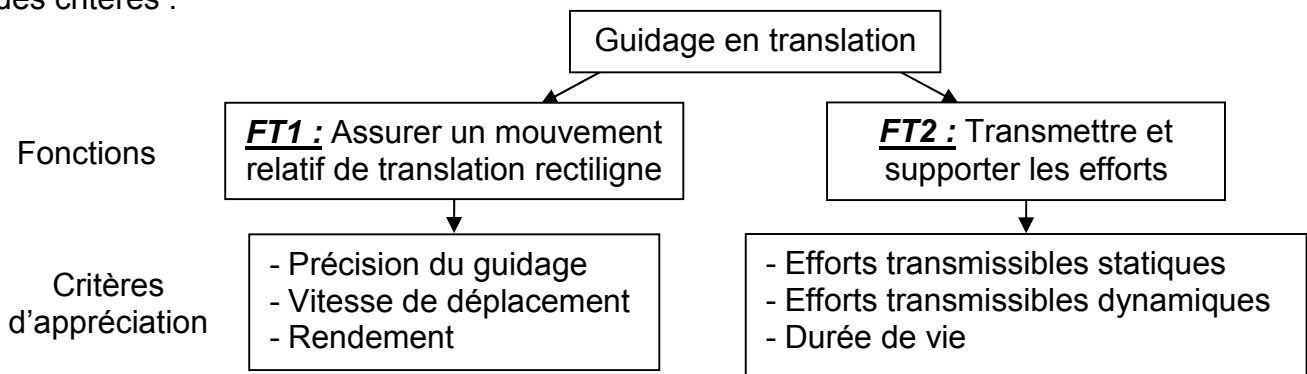 des critères :
Guidage en translation
Fonctions
FT1 : Assurer un mouvement
relatif de translation rectiligne
FT2 : Transmettre et
supporter les efforts
Critères
d'appréciation
- Précision du guidage
- Vitesse de déplacement
- Rendement
- Efforts transmissibles statiques
- Efforts transmissibles dynamiques
- Durée de vie